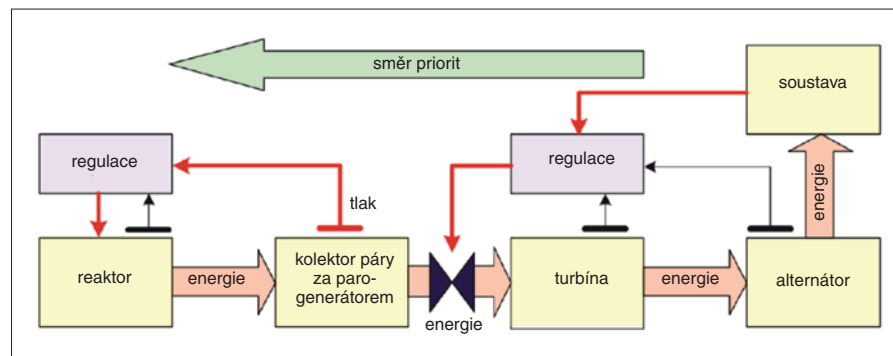 směr priorit
soustava
regulace
regulace
tlak
energie
reaktor
energie
kolektor páry
za paro-
generátorem
energie
turbína
energie
alternátor